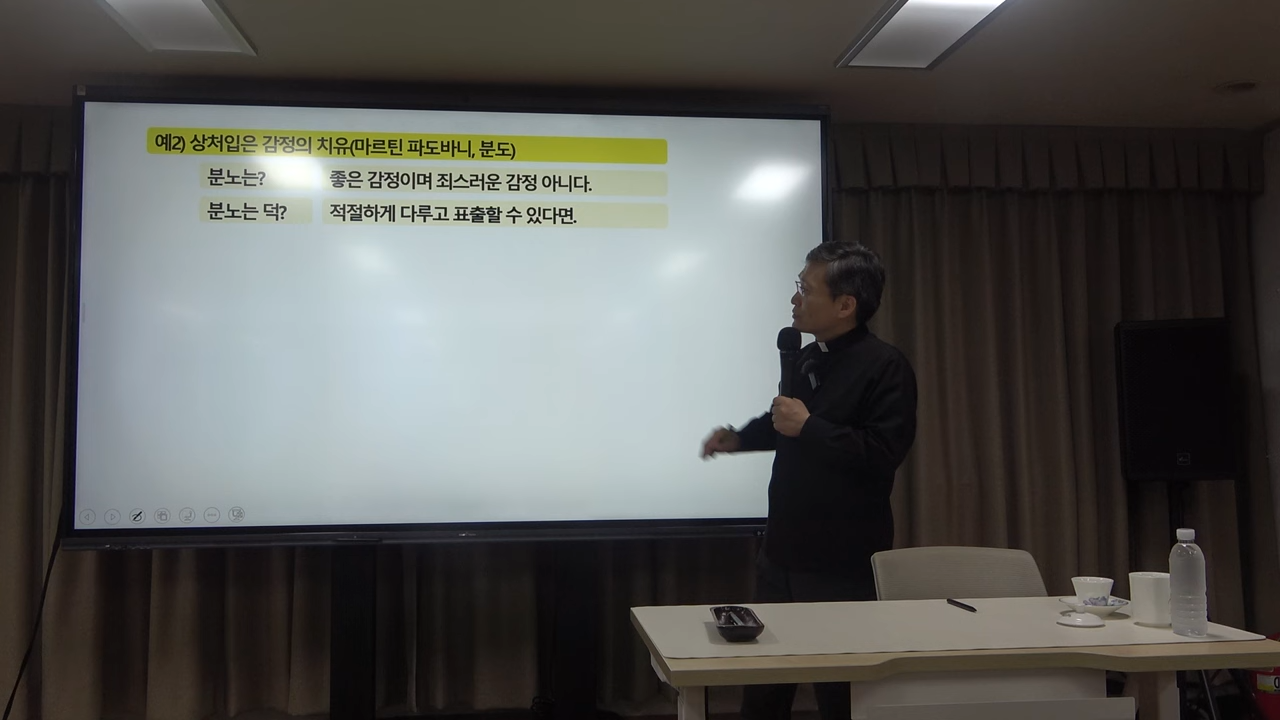 예2) 상처입은 감정의 치유(마르틴 파도바니, 분도)
분노는? 좋은 감정이며 죄스러운 감정 아니다.
분노는 덕? 적절하게 다루고 표출할 수 있다면.